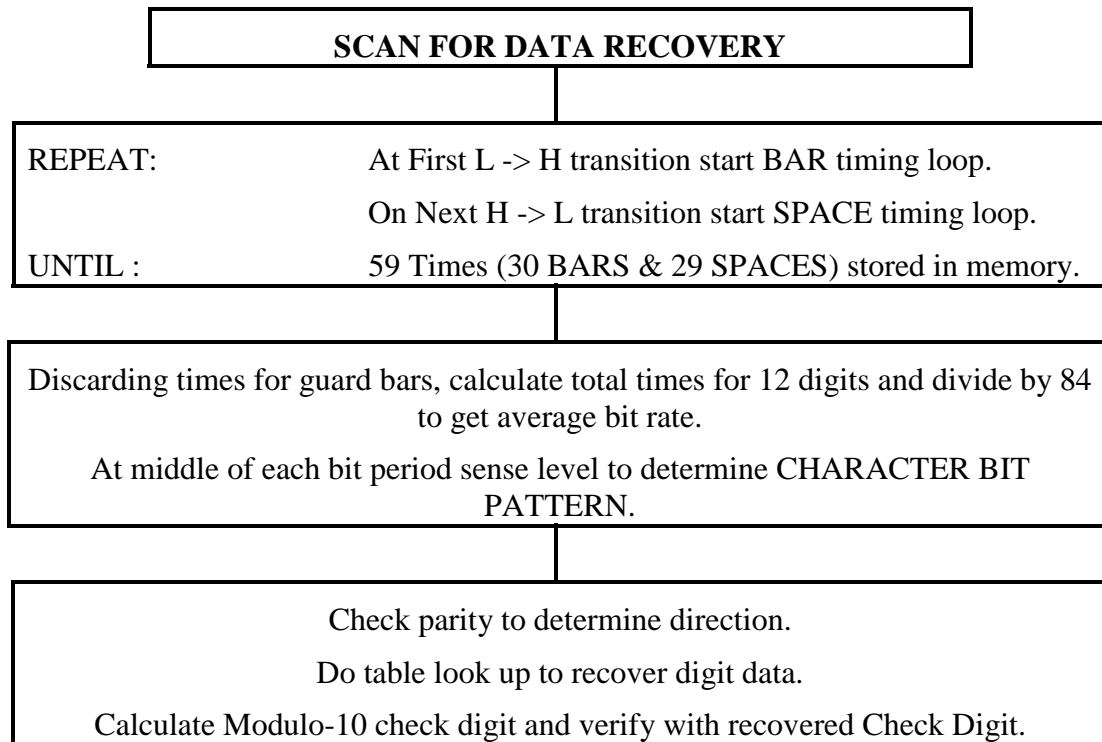 SCAN FOR DATA RECOVERY
REPEAT: At First L -> H transition start BAR timing loop.
On Next H -> L transition start SPACE timing loop.
UNTIL : 59 Times (30 BARS & 29 SPACES) stored in memory.
Discarding times for guard bars, calculate total times for 12 digits and divide by 84
to get average bit rate.
At middle of each bit period sense level to determine CHARACTER BIT
PATTERN.
Check parity to determine direction.
Do table look up to recover digit data.
Calculate Modulo-10 check digit and verify with recovered Check Digit.